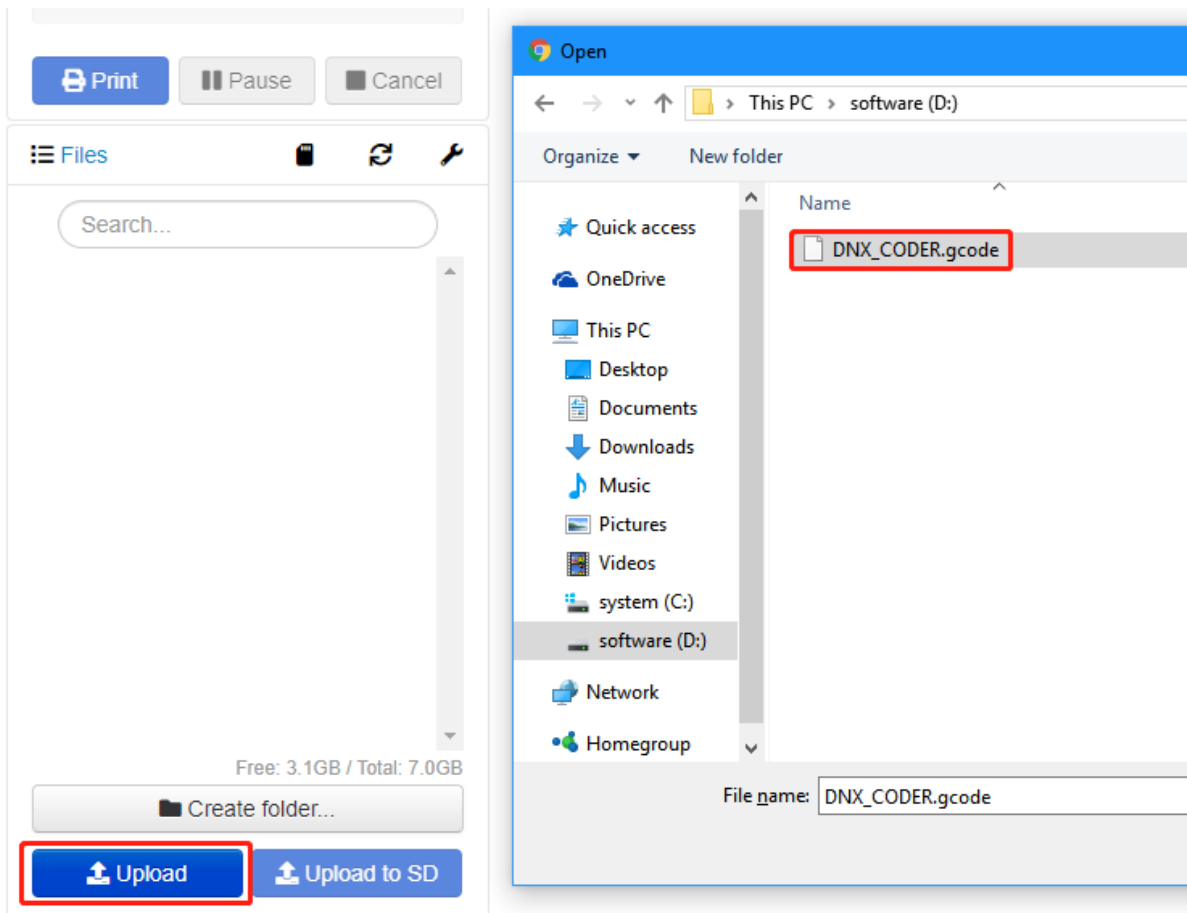 Print Pause Cancel
Files
Search...
Free: 3.1GB / Total: 7.0GB
Create folder...
Upload Upload to SD
Open
This PC > software (D:)
Organize New folder
Name
Quick access
OneDrive
This PC
Desktop
Documents
Downloads
Music
Pictures
Videos
system (C:)
software (D:)
Network
Homegroup
DNX_CODER.gcode
File name: DNX_CODER.gcode